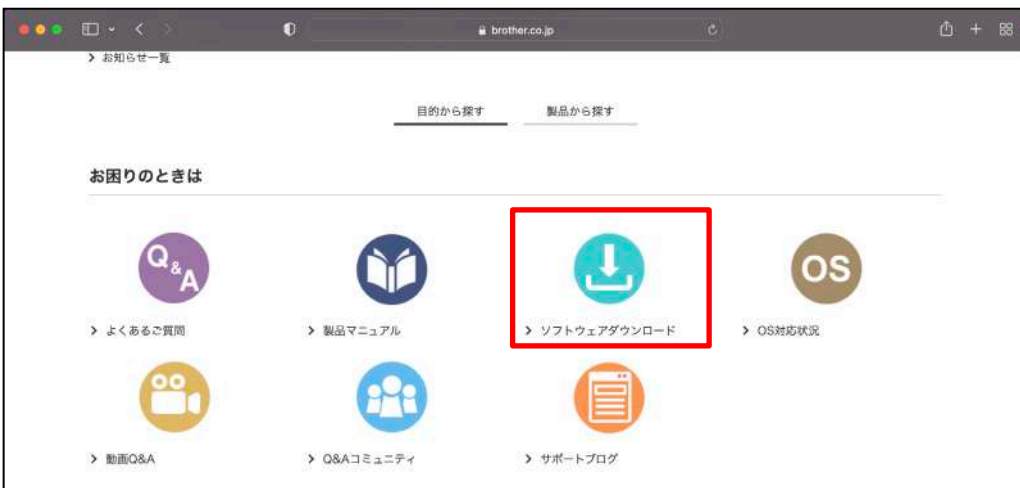 brother.co.jp
お知らせ一覧
目的から探す 製品から探す
お困りのときは
Q&A OS
よくあるご質問 製品マニュアル ソフトウェアダウンロード OS対応状況
動画Q&A Q&Aコミュニティ サポートブログ